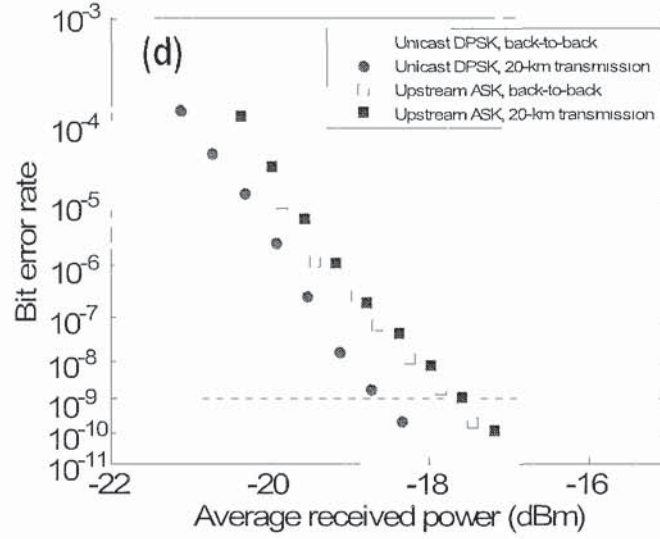 (d)
Unicast DPSK, back-to-back
Unicast DPSK, 20-km transmission
Upstream ASK, back-to-back
Upstream ASK, 20-km transmission
Bit error rate
10⁻³
10⁻⁴
10⁻⁵
10⁻⁶
10⁻⁷
10⁻⁸
10⁻⁹
10⁻¹⁰
10⁻¹¹
-22 -20 -18 -16
Average received power (dBm)